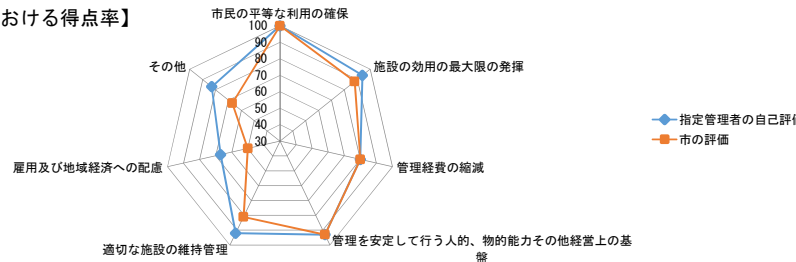 おける得点率】
市民の平等な利用の確保
100
90
80
70
60
50
40
30
施設の効用の最大限の発揮
管理経費の縮減
管理を安定して行う人的、物的能力その他経営上の基
盤
適切な施設の維持管理
雇用及び地域経済への配慮
その他
指定管理者の自己評価
市の評価